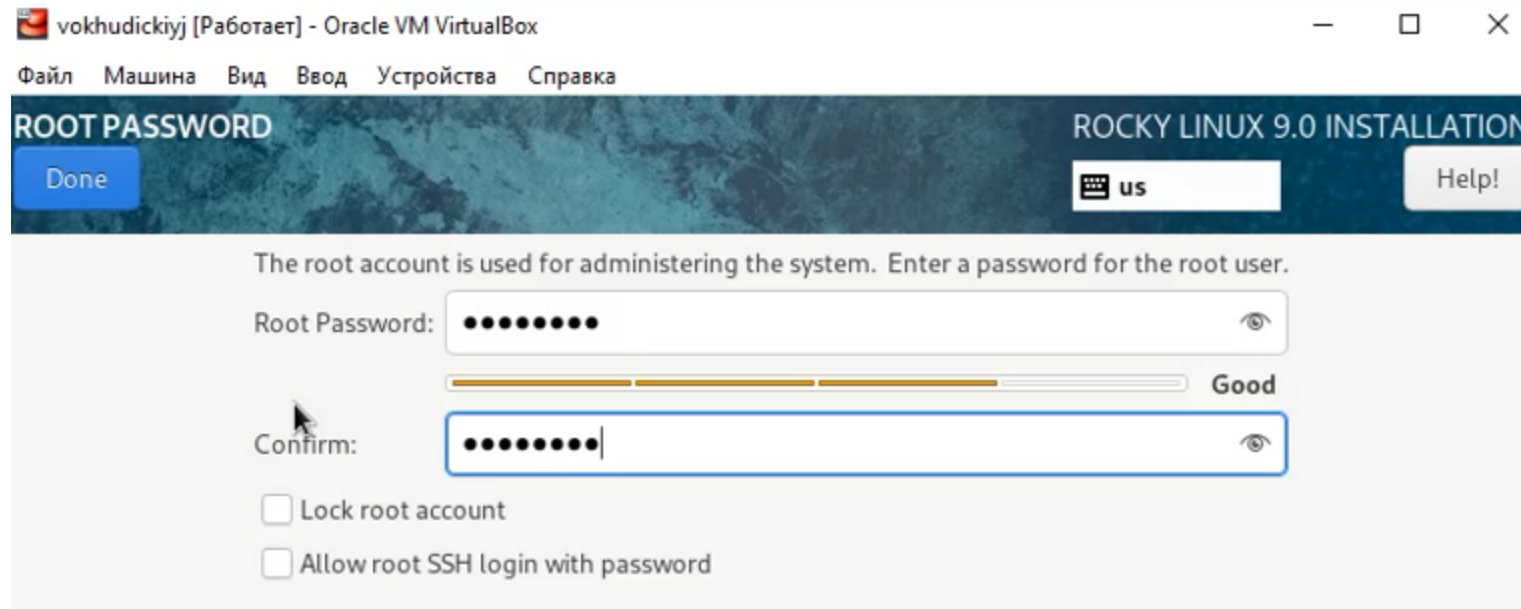 vokhudickiyj [Работает] - Oracle VM VirtualBox
Файл Машина Вид Ввод Устройства Справка
ROOT PASSWORD
ROCKY LINUX 9.0 INSTALLATION
Done
us
Help!
The root account is used for administering the system. Enter a password for the root user.
Root Password: ●●●●●●●●
Good
Confirm: ●●●●●●●●
Lock root account
Allow root SSH login with password